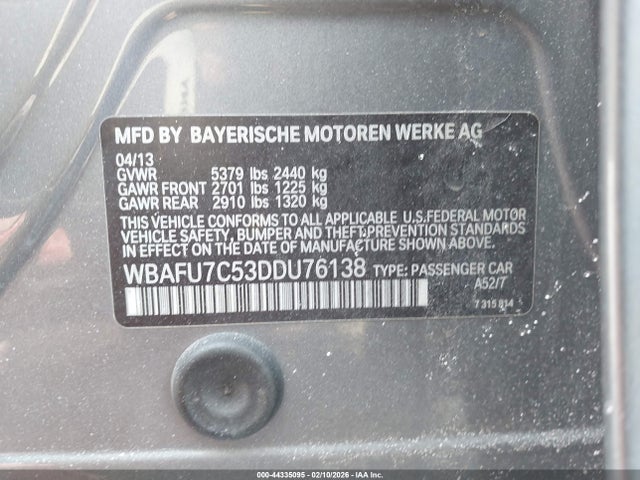 MFD BY BAYERISCHE MOTOREN WERKE AG
04/13
GVWR 5379 lbs 2440 kg
GAWR FRONT 2701 lbs 1225 kg
GAWR REAR 2910 lbs 1320 kg
THIS VEHICLE CONFORMS TO ALL APPLICABLE U.S.FEDERAL MOTOR
VEHICLE SAFETY, BUMPER,AND THEFT PREVENTION STANDARDS
IN EFFECT ON THE DATE OF MANUFACTURE SHOWN ABOVE.
WBAFU7C53DDU76138 TYPE: PASSENGER CAR
A52/7
7 315 814
000-44335095 - 02/10/2026 - IAA Inc.